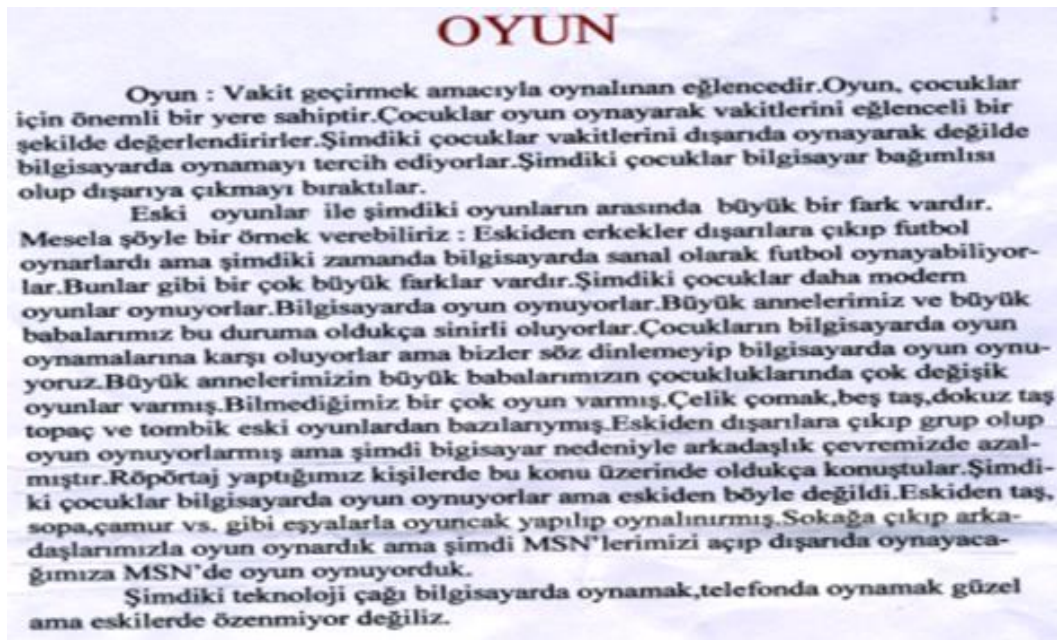 OYUN
Oyun : Vakit geçirmek amacıyla oynalınan eğlencedir.Oyun, çocuklar
için önemli bir yere sahiptir.Çocuklar oyun oynayarak vakitlerini eğlenceli bir
şekilde değerlendirirler.Şimdiki çocuklar vakitlerini dışarıda oynayarak değilde
bilgisayarda oynamayı tercih ediyorlar.Şimdiki çocuklar bilgisayar bağımlısı
olup dışarıya çıkmayı bıraktılar.
Eski oyunlar ile şimdiki oyunların arasında büyük bir fark vardır.
Mesela şöyle bir örnek verebiliriz : Eskiden erkekler dışarılara çıkıp futbol
oynarlardı ama şimdiki zamanda bilgisayarda sanal olarak futbol oynayabiliyor-
lar.Bunlar gibi bir çok büyük farklar vardır.Şimdiki çocuklar daha modern
oyunlar oynuyorlar.Bilgisayarda oyun oynuyorlar.Büyük annelerimiz ve büyük
babalarımız bu duruma oldukça sinirli oluyorlar.Çocukların bilgisayarda oyun
oynamalarına karşı oluyorlar ama bizler söz dinlemeyip bilgisayarda oyun oynu-
yoruz.Büyük annelerimizin büyük babalarımızın çocukluklarında çok değişik
oyunlar varmış.Bilmediğimiz bir çok oyun varmış.Çelik çomak,beş taş,dokuz taş
topaç ve tombik eski oyunlardan bazılarıymış.Eskiden dışarılara çıkıp grup olup
oyun oynuyorlarmış ama şimdi bigisayar nedeniyle arkadaşlık çevremizde azal-
mıştır.Röpörtaj yaptığımız kişilerde bu konu üzerinde oldukça konuştular.Şimdi-
ki çocuklar bilgisayarda oyun oynuyorlar ama eskiden böyle değildi.Eskiden taş,
sopa,çamur vs. gibi eşyalarla oyuncak yapılıp oynalınırmış.Sokağa çıkıp arka-
daşlarımızla oyun oynardık ama şimdi MSN'lerimizi açıp dışarıda oynayaca-
ğımıza MSN'de oyun oynuyorduk.
Şimdiki teknoloji çağı bilgisayarda oynamak,telefonda oynamak güzel
ama eskilerde özenmiyor değiliz.